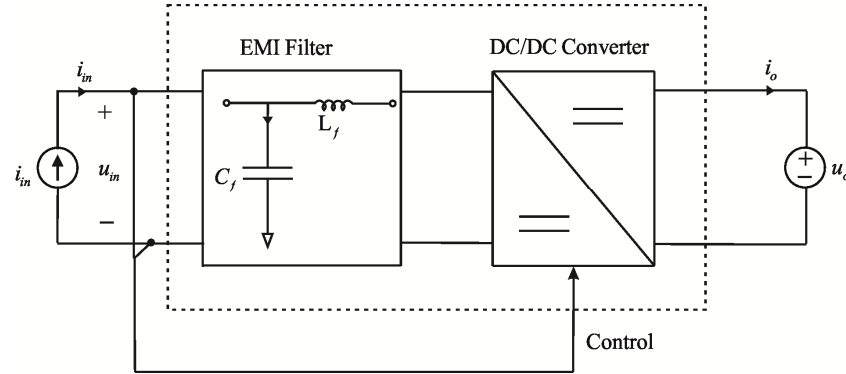 EMI Filter
DC/DC Converter
i_in
i_o
+
L_f
i_in
u_in
C_f
+
−
u_o
−
Control